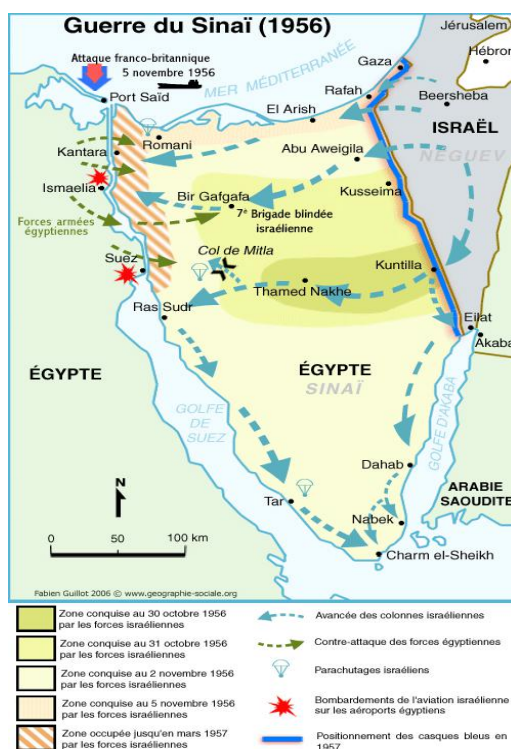 Guerre du Sinaï (1956)
Attaque franco-britannique
5 novembre 1956
MER MÉDITERRANÉE
Jérusalem
Hébron
Gaza
Port Saïd
Rafah
Beersheba
El Arish
ISRAËL
Romani
Kantara
Abu Aweigila
NÉGUEV
Ismaelia
Bir Gafgafa
Kusseima
7e Brigade blindée
israélienne
Forces armées
égyptiennes
Col de Mitla
Suez
Kuntilla
Thamed Nakhe
Ras Sudr
Eilat
Akaba
ÉGYPTE
ÉGYPTE
SINAÏ
GOLFE
DE
SUEZ
GOLFE D'AKABA
Dahab
ARABIE
SAOUDITE
N
Tar
Nabek
0 50 100 km
Charm el-Sheikh
Fabien Guillot 2006 © www.geographie-sociale.org
Zone conquise au 30 octobre 1956
par les forces israéliennes
Zone conquise au 31 octobre 1956
par les forces israéliennes
Zone conquise au 2 novembre 1956
par les forces israéliennes
Zone conquise au 5 novembre 1956
par les forces israéliennes
Zone occupée jusqu'en mars 1957
par les forces israéliennes
Avancée des colonnes israéliennes
Contre-attaque des forces égyptiennes
Parachutages israéliens
Bombardements de l'aviation israélienne
sur les aéroports égyptiens
Positionnement des casques bleus en
1957